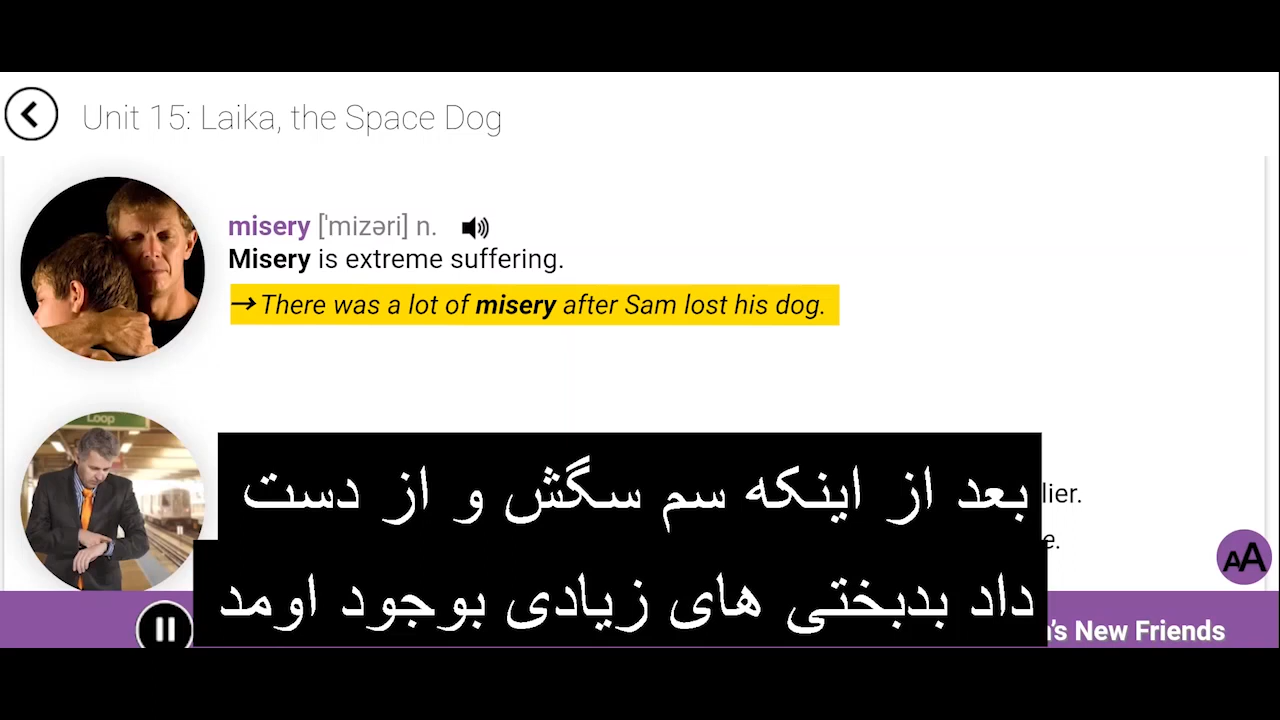 Unit 15: Laika, the Space Dog
misery ['mizəri] n.
Misery is extreme suffering.
→ There was a lot of misery after Sam lost his dog.
Loop
بعد از اینکه سم سگش و از دست
داد بدبختی های زیادی بوجود اومد
lier.
e.
AA
's New Friends